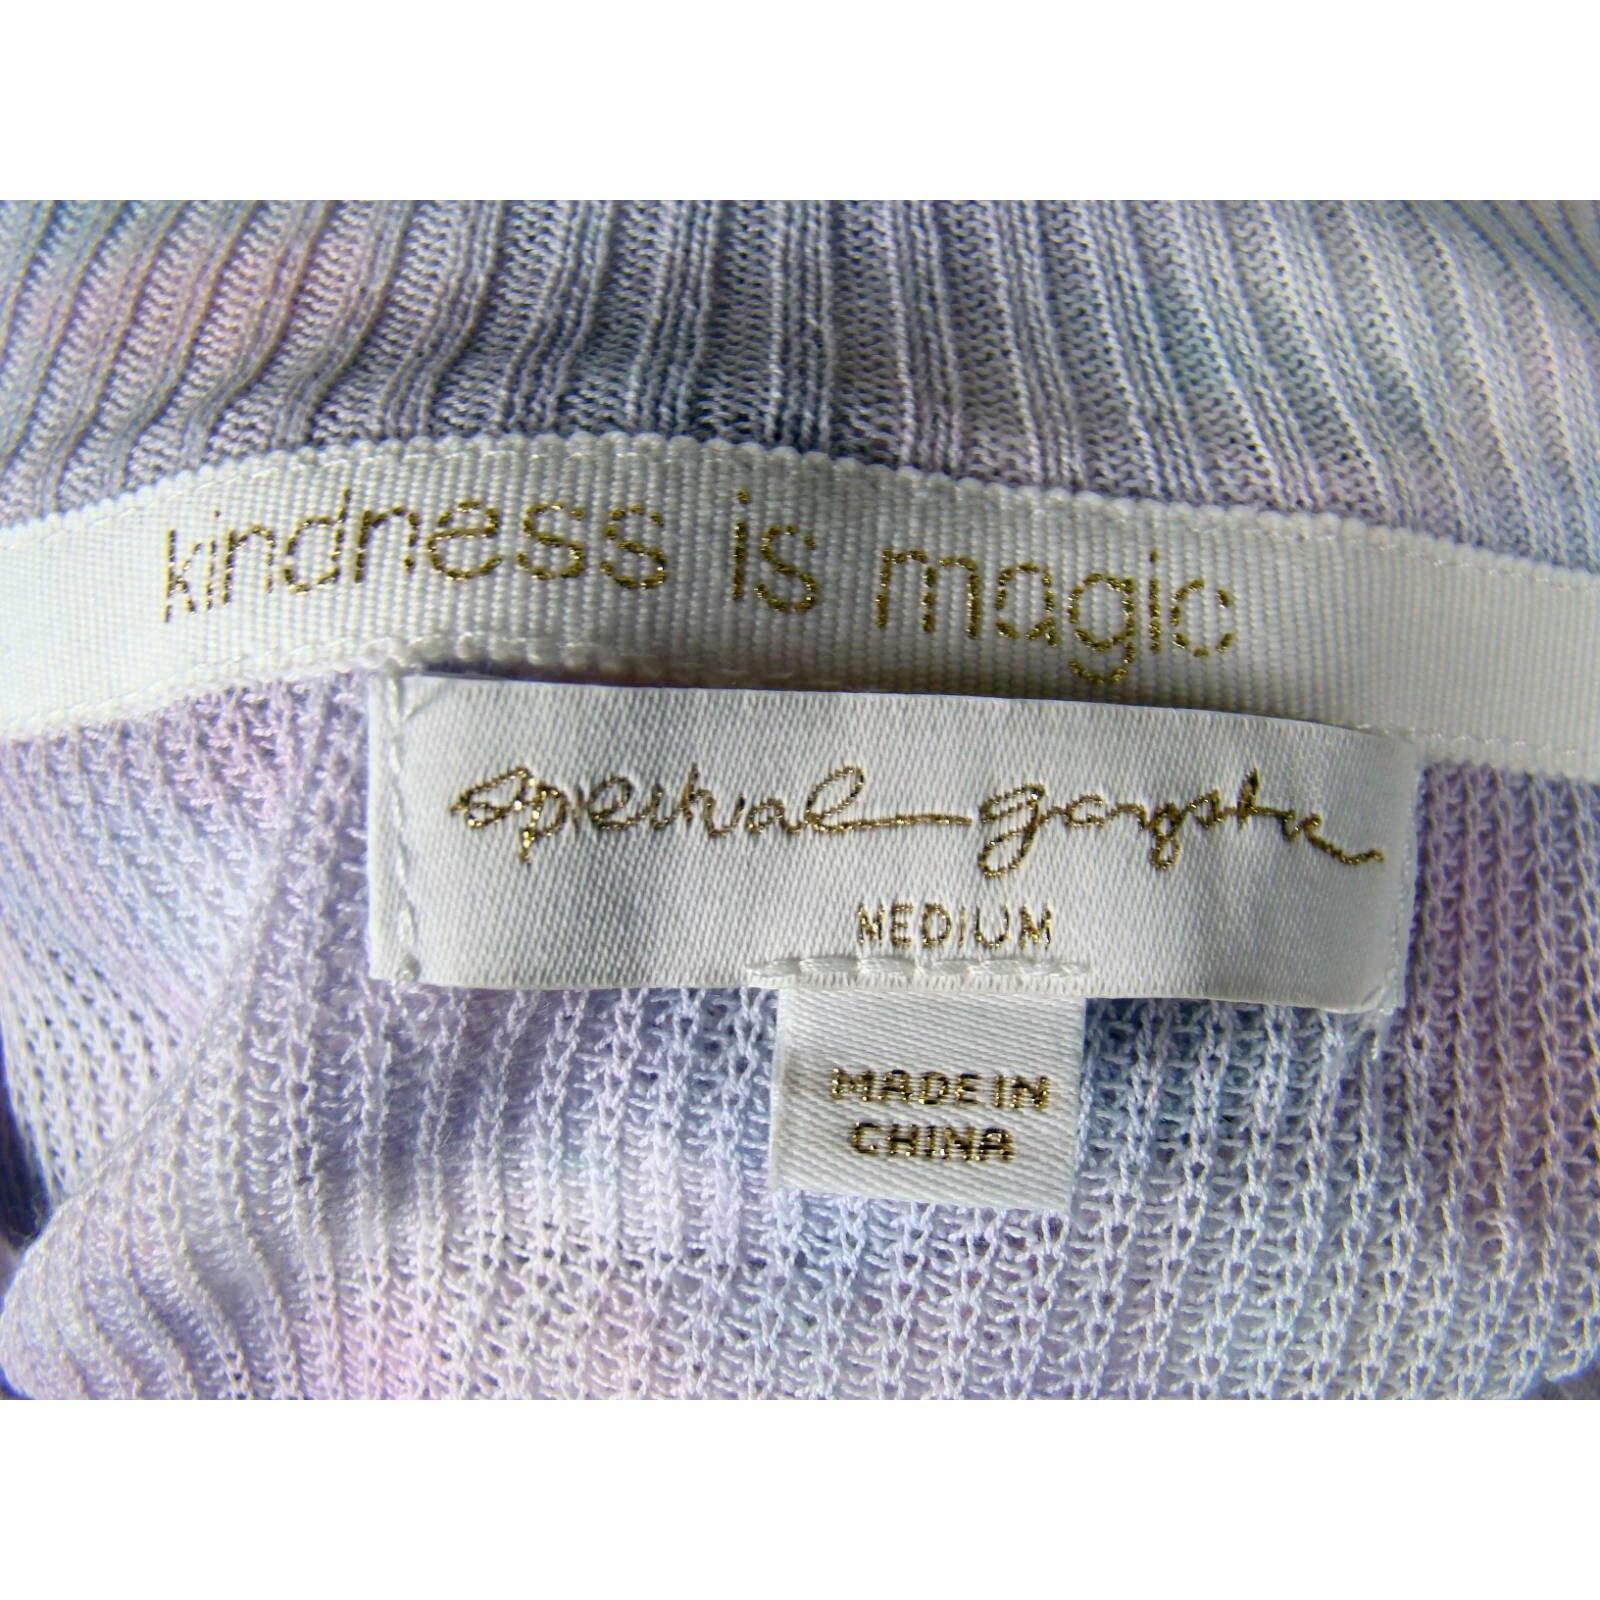 kindness is magic
spiritual gangster
MEDIUM
MADE IN
CHINA